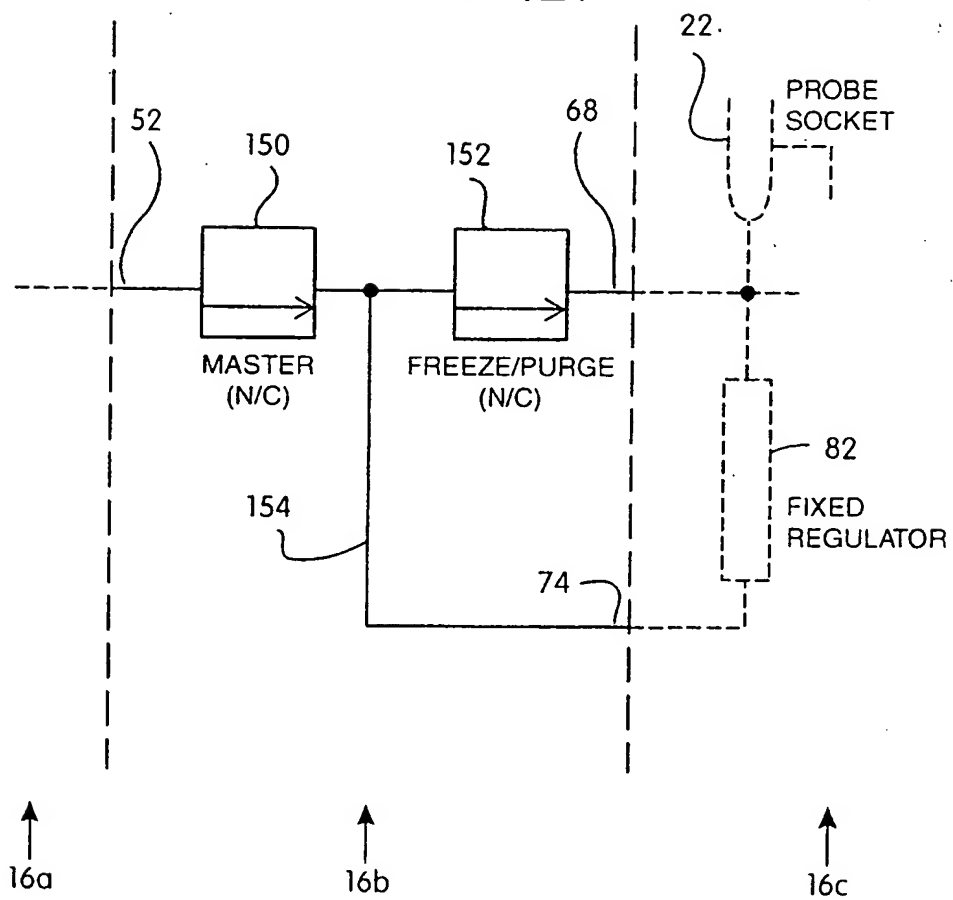 22
PROBE
SOCKET
52
150
152
68
MASTER
(N/C)
FREEZE/PURGE
(N/C)
82
154
FIXED
REGULATOR
74
16a
16b
16c